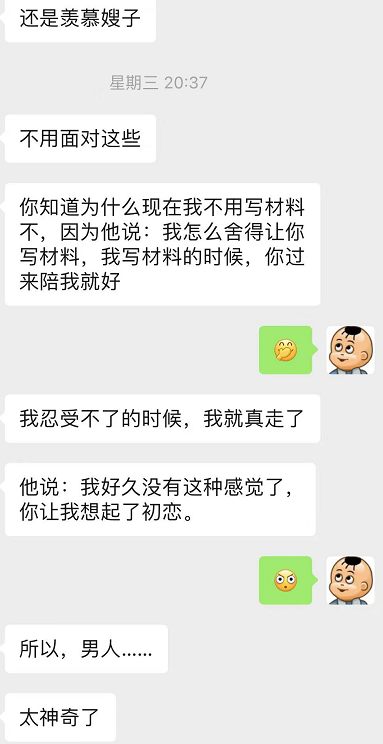 还是羡慕嫂子
星期三 20:37
不用面对这些
你知道为什么现在我不用写材料
不，因为他说：我怎么舍得让你
写材料，我写材料的时候，你过
来陪我就好
我忍受不了的时候，我就真走了
他说：我好久没有这种感觉了，
你让我想起了初恋。
所以，男人......
太神奇了